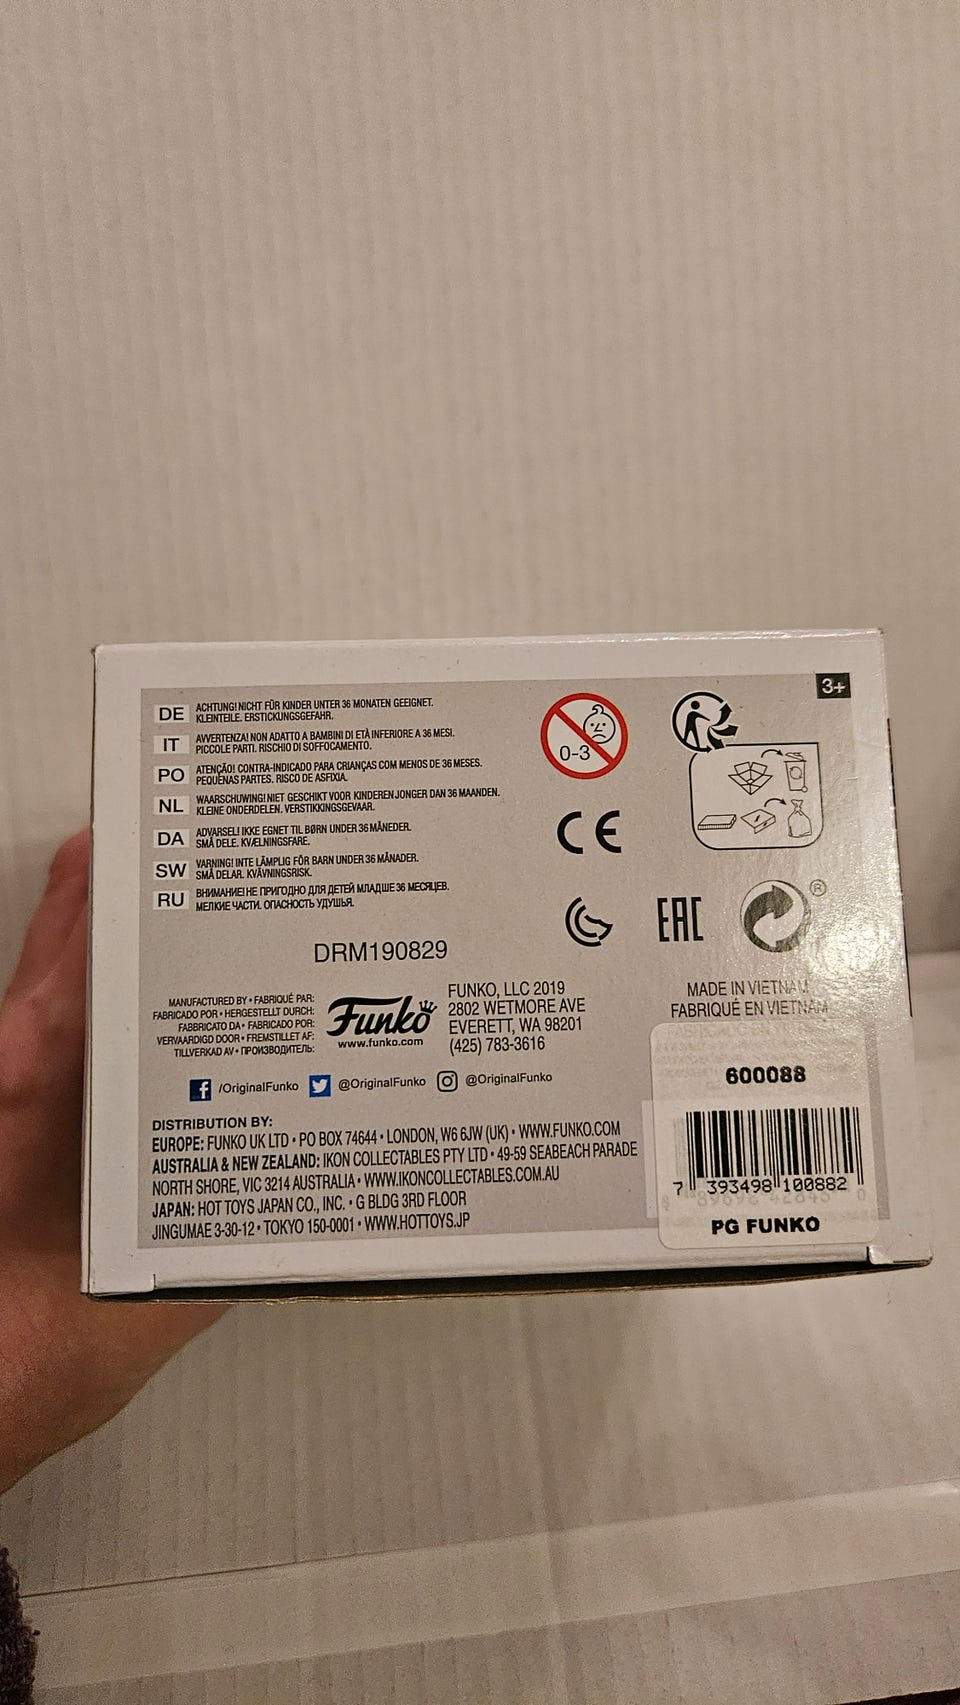 3+
DE ACHTUNG! NICHT FÜR KINDER UNTER 36 MONATEN GEEIGNET.
KLEINTEILE. ERSTICKUNGSGEFAHR.
IT AVVERTENZA! NON ADATTO A BAMBINI DI ETÀ INFERIORE A 36 MESI.
PICCOLE PARTI. RISCHIO DI SOFFOCAMENTO.
PO ATENÇÃO! CONTRA-INDICADO PARA CRIANÇAS COM MENOS DE 36 MESES.
PEQUENAS PARTES. RISCO DE ASFIXIA.
NL WAARSCHUWING! NIET GESCHIKT VOOR KINDEREN JONGER DAN 36 MAANDEN.
KLEINE ONDERDELEN. VERSTIKKINGSGEVAAR.
DA ADVARSEL! IKKE EGNET TIL BØRN UNDER 36 MÅNEDER.
SMÅ DELE. KVÆLNINGSFARE.
SW VARNING! INTE LÄMPLIG FÖR BARN UNDER 36 MÅNADER.
SMÅ DELAR. KVÄVNINGSRISK.
RU ВНИМАНИЕ! НЕ ПРИГОДНО ДЛЯ ДЕТЕЙ МЛАДШЕ 36 МЕСЯЦЕВ.
МЕЛКИЕ ЧАСТИ. ОПАСНОСТЬ УДУШЬЯ.
0-3
CE
EAC
®
DRM190829
MANUFACTURED BY • FABRIQUÉ PAR:
FABRICADO POR • HERGESTELLT DURCH:
FABBRICATO DA • FABRICADO POR:
VERVAARDIGD DOOR • FREMSTILLET AF:
TILLVERKAD AV • ПРОИЗВОДИТЕЛЬ:
Funko
www.funko.com
FUNKO, LLC 2019
2802 WETMORE AVE
EVERETT, WA 98201
(425) 783-3616
MADE IN VIETNAM
FABRIQUÉ EN VIETNAM
/OriginalFunko @OriginalFunko @OriginalFunko
DISTRIBUTION BY:
EUROPE: FUNKO UK LTD • PO BOX 74644 • LONDON, W6 6JW (UK) • WWW.FUNKO.COM
AUSTRALIA & NEW ZEALAND: IKON COLLECTABLES PTY LTD • 49-59 SEABEACH PARADE
NORTH SHORE, VIC 3214 AUSTRALIA • WWW.IKONCOLLECTABLES.COM.AU
JAPAN: HOT TOYS JAPAN CO., INC. • G BLDG 3RD FLOOR
JINGUMAE 3-30-12 • TOKYO 150-0001 • WWW.HOTTOYS.JP
600088
7 393498 100882
PG FUNKO